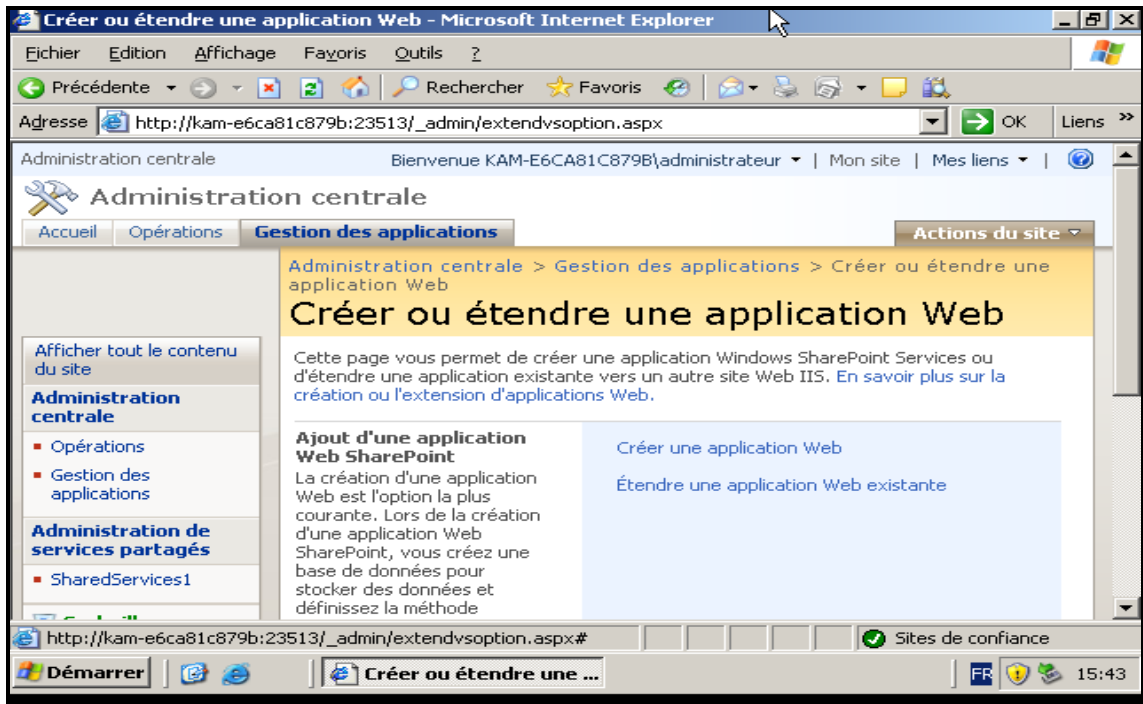 Créer ou étendre une application Web - Microsoft Internet Explorer
Fichier Edition Affichage Favoris Outils ?
Précédente Rechercher Favoris
Adresse http://kam-e6ca81c879b:23513/_admin/extendvsoption.aspx OK Liens »
Administration centrale Bienvenue KAM-E6CA81C879B\administrateur | Mon site | Mes liens |
Administration centrale
Accueil Opérations Gestion des applications Actions du site
Administration centrale > Gestion des applications > Créer ou étendre une
application Web
Créer ou étendre une application Web
Afficher tout le contenu
du site
Administration
centrale
Opérations
Gestion des
applications
Administration de
services partagés
SharedServices1
Cette page vous permet de créer une application Windows SharePoint Services ou
d'étendre une application existante vers un autre site Web IIS. En savoir plus sur la
création ou l'extension d'applications Web.
Ajout d'une application
Web SharePoint
La création d'une application
Web est l'option la plus
courante. Lors de la création
d'une application Web
SharePoint, vous créez une
base de données pour
stocker des données et
définissez la méthode
Créer une application Web
Étendre une application Web existante
http://kam-e6ca81c879b:23513/_admin/extendvsoption.aspx# Sites de confiance
Démarrer Créer ou étendre une ... FR 15:43